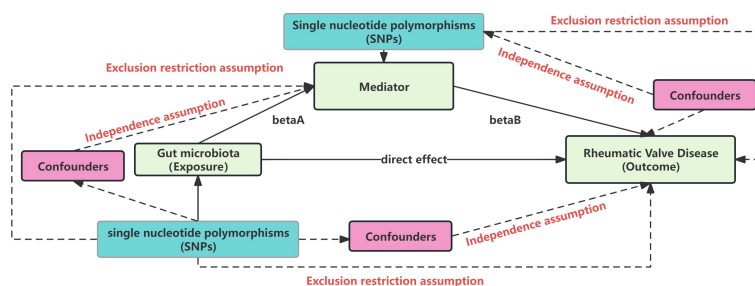 Single nucleotide polymorphisms
(SNPs)
Exclusion restriction assumption
Exclusion restriction assumption
Independence assumption
Mediator
Confounders
Independence assumption
betaA
betaB
Confounders
Gut microbiota
(Exposure)
direct effect
Rheumatic Valve Disease
(Outcome)
single nucleotide polymorphisms
(SNPs)
Confounders
Independence assumption
Exclusion restriction assumption